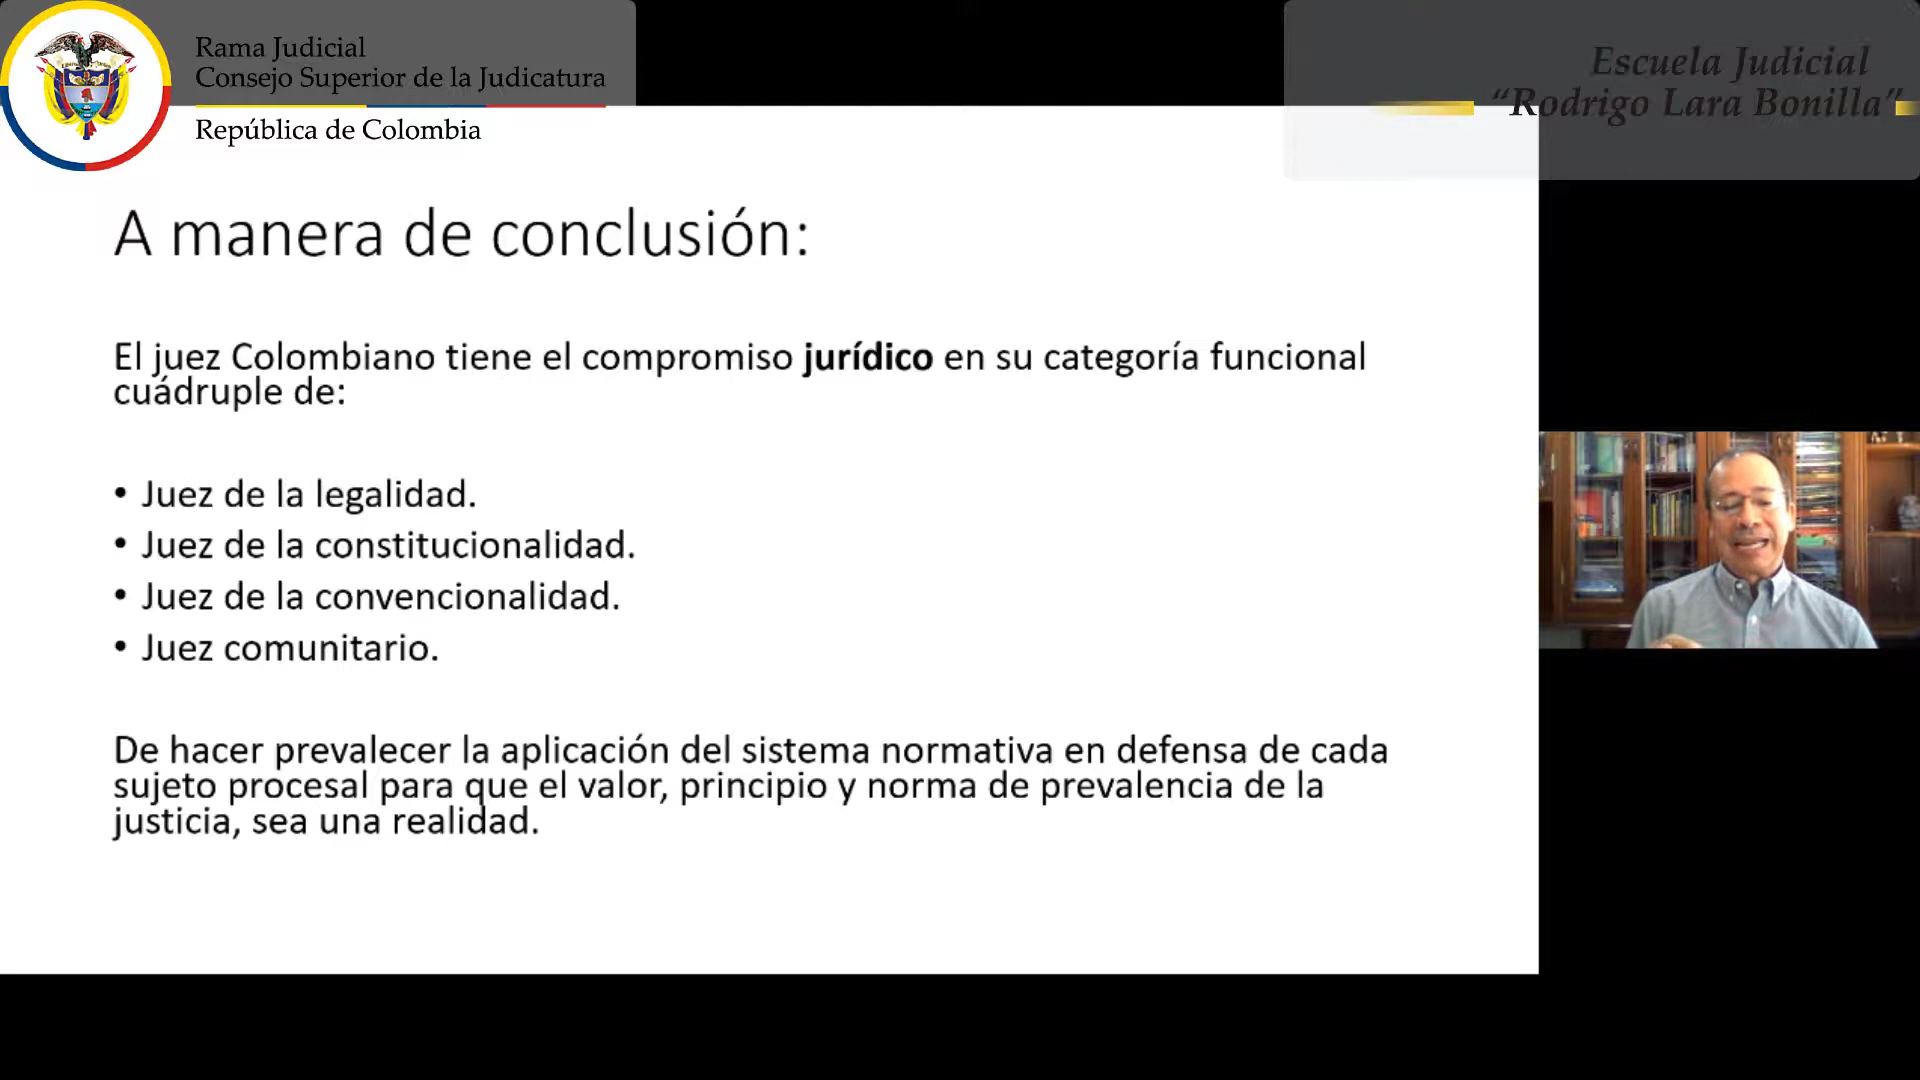 Rama Judicial
Consejo Superior de la Judicatura
República de Colombia
Escuela Judicial
“Rodrigo Lara Bonilla”
A manera de conclusión:
El juez Colombiano tiene el compromiso jurídico en su categoría funcional
cuádruple de:
• Juez de la legalidad.
• Juez de la constitucionalidad.
• Juez de la convencionalidad.
• Juez comunitario.
De hacer prevalecer la aplicación del sistema normativa en defensa de cada
sujeto procesal para que el valor, principio y norma de prevalencia de la
justicia, sea una realidad.